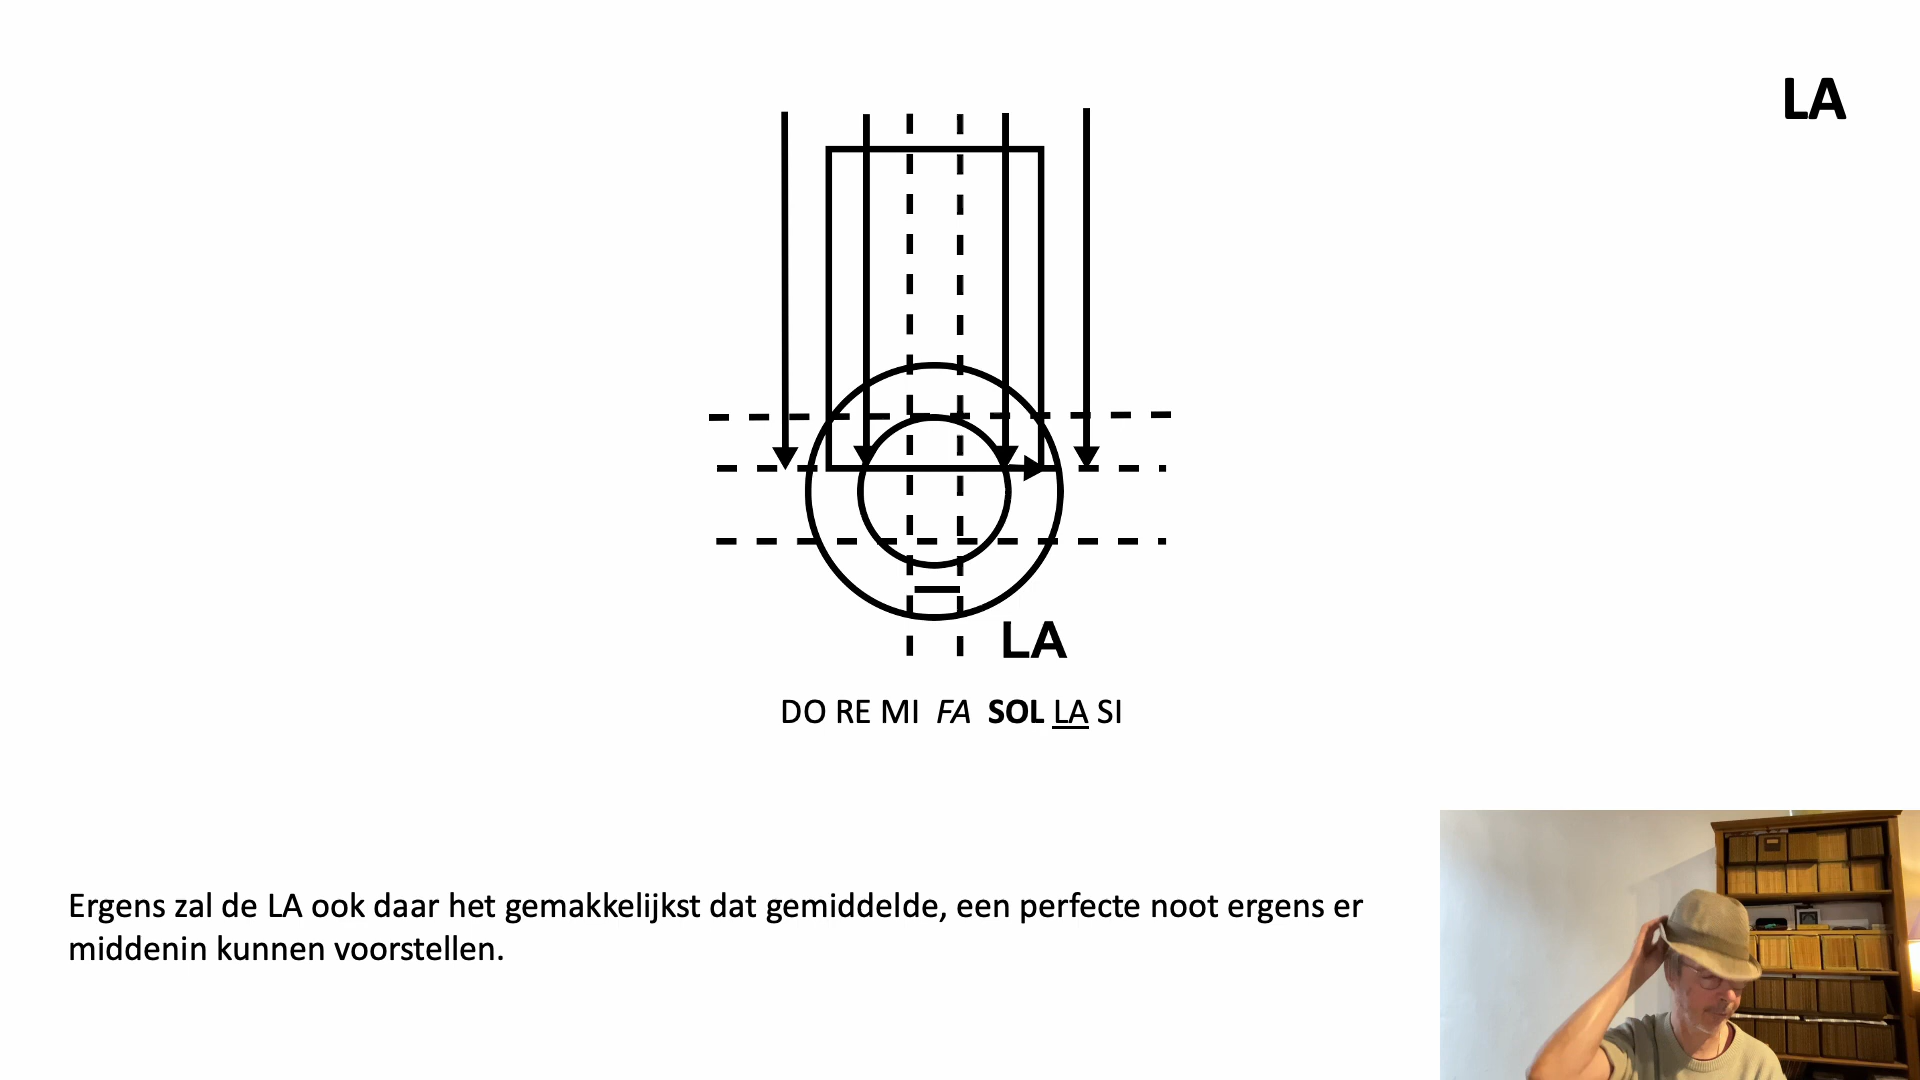 LA
LA
DO RE MI FA SOL LA SI
Ergens zal de LA ook daar het gemakkelijkst dat gemiddelde, een perfecte noot ergens er
middenin kunnen voorstellen.